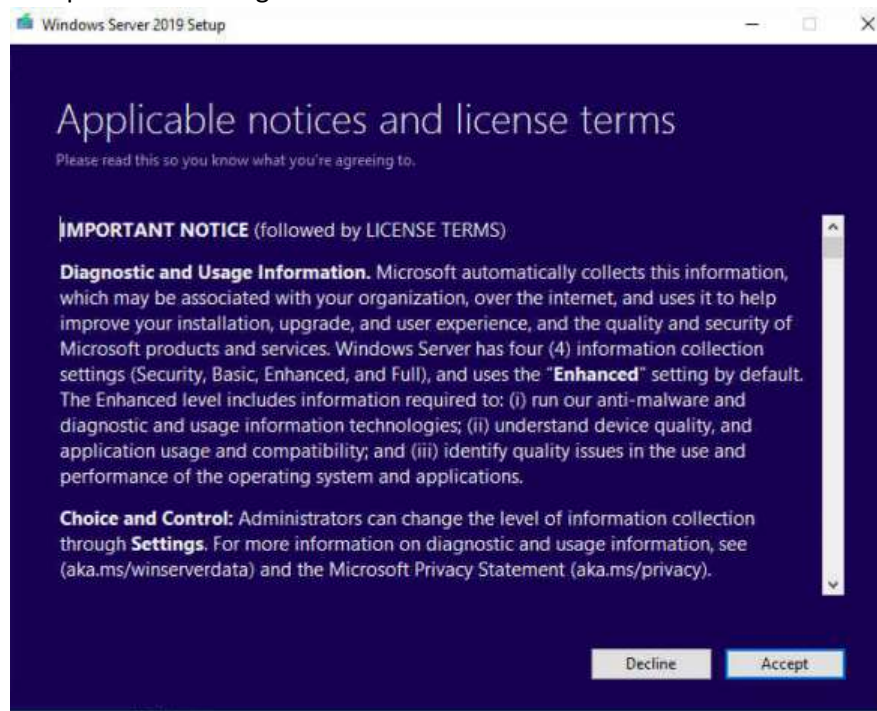 Windows Server 2019 Setup
Applicable notices and license terms
Please read this so you know what you're agreeing to.
IMPORTANT NOTICE (followed by LICENSE TERMS)
Diagnostic and Usage Information. Microsoft automatically collects this information,
which may be associated with your organization, over the internet, and uses it to help
improve your installation, upgrade, and user experience, and the quality and security of
Microsoft products and services. Windows Server has four (4) information collection
settings (Security, Basic, Enhanced, and Full), and uses the "Enhanced" setting by default.
The Enhanced level includes information required to: (i) run our anti-malware and
diagnostic and usage information technologies; (ii) understand device quality, and
application usage and compatibility; and (iii) identify quality issues in the use and
performance of the operating system and applications.
Choice and Control: Administrators can change the level of information collection
through Settings. For more information on diagnostic and usage information, see
(aka.ms/winserverdata) and the Microsoft Privacy Statement (aka.ms/privacy).
Decline Accept